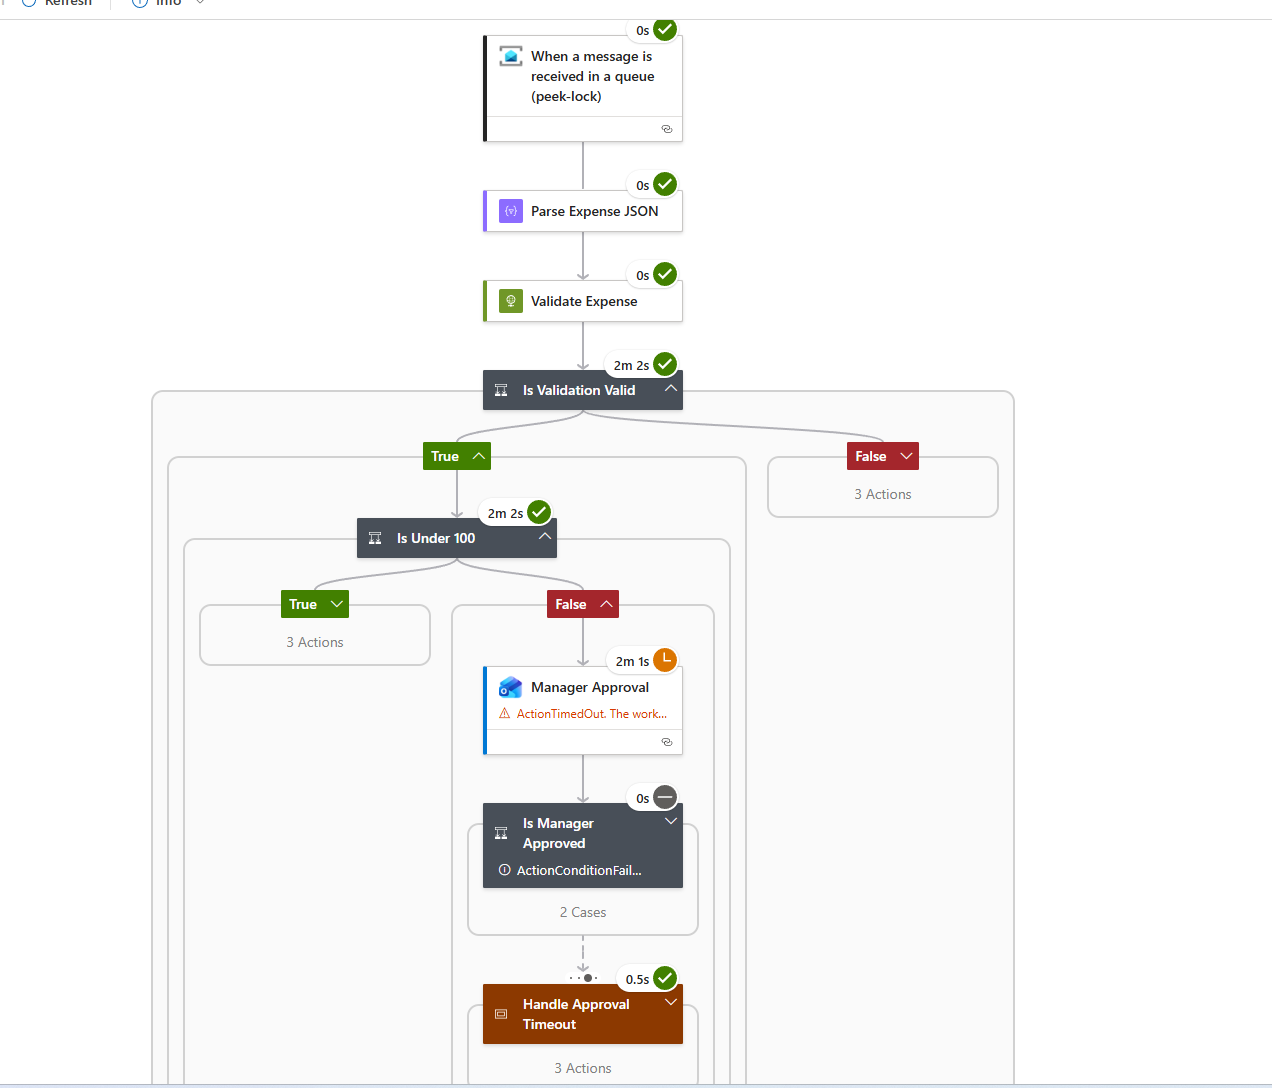 Refresh
Info
0s
When a message is
received in a queue
(peek-lock)
0s
Parse Expense JSON
0s
Validate Expense
2m 2s
Is Validation Valid
True
False
3 Actions
2m 2s
Is Under 100
True
False
3 Actions
2m 1s
Manager Approval
ActionTimedOut. The work...
0s
Is Manager
Approved
ActionConditionFail...
2 Cases
0.5s
Handle Approval
Timeout
3 Actions